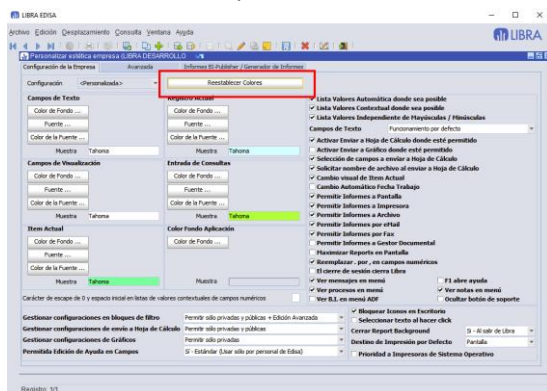 LIBRA EDISA
Archivo Edición Desplazamiento Consulta Ventana Ayuda
LIBRA
Personalizar estética empresa (LIBRA DESARROLLO)
Configuración de la Empresa Avanzada Informes BI-Publisher / Generador de Informes
Configuración <Personalizada> Reestablecer Colores
Campos de Texto Registro Actual
Color de Fondo ... Color de Fondo ...
Fuente ... Fuente ...
Color de la Fuente ... Color de la Fuente ...
Muestra Tahoma Muestra Tahoma
Campos de Visualización Entrada de Consultas
Color de Fondo ... Color de Fondo ...
Fuente ... Fuente ...
Color de la Fuente ... Color de la Fuente ...
Muestra Tahoma Muestra Tahoma
Item Actual Color Fondo Aplicación
Color de Fondo ... Color de Fondo ...
Fuente ...
Color de la Fuente ...
Muestra Tahoma Muestra
Lista Valores Automática donde sea posible
Lista Valores Contextual donde sea posible
Lista Valores Independiente de Mayúsculas / Minúsculas
Campos de Texto Funcionamiento por defecto
Activar Enviar a Hoja de Cálculo donde esté permitido
Activar Enviar a Gráfico donde esté permitido
Selección de campos a enviar a Hoja de Cálculo
Solicitar nombre de archivo al enviar a Hoja de Cálculo
Cambio visual de Item Actual
Cambio Automático Fecha Trabajo
Permitir Informes a Pantalla
Permitir Informes a Impresora
Permitir Informes a Archivo
Permitir Informes por eMail
Permitir Informes por Fax
Permitir Informes a Gestor Documental
Maximizar Reports en Pantalla
Reemplazar . por , en campos numéricos
El cierre de sesión cierra Libra
Ver mensajes en menú F1 abre ayuda
Ver procesos en menú Ver notas en menú
Ver B.I. en menú ADF Ocultar botón de soporte
Carácter de escape de 0 y espacio inicial en listas de valores contextuales de campos numéricos
Gestionar configuraciones en bloques de filtro Permitir sólo privadas y públicas + Edición Avanzada
Gestionar configuraciones de envío a Hoja de Cálculo Permitir sólo privadas y públicas
Gestionar configuraciones de Gráficos Permitir sólo privadas
Permitida Edición de Ayuda en Campos Sí - Estándar (Usar sólo por personal de Edisa)
Bloquear Iconos en Escritorio
Seleccionar texto al hacer click
Cerrar Report Background Si - Al salir de Libra
Destino de Impresión por Defecto Pantalla
Prioridad a Impresoras de Sistema Operativo
Registro: 1/1